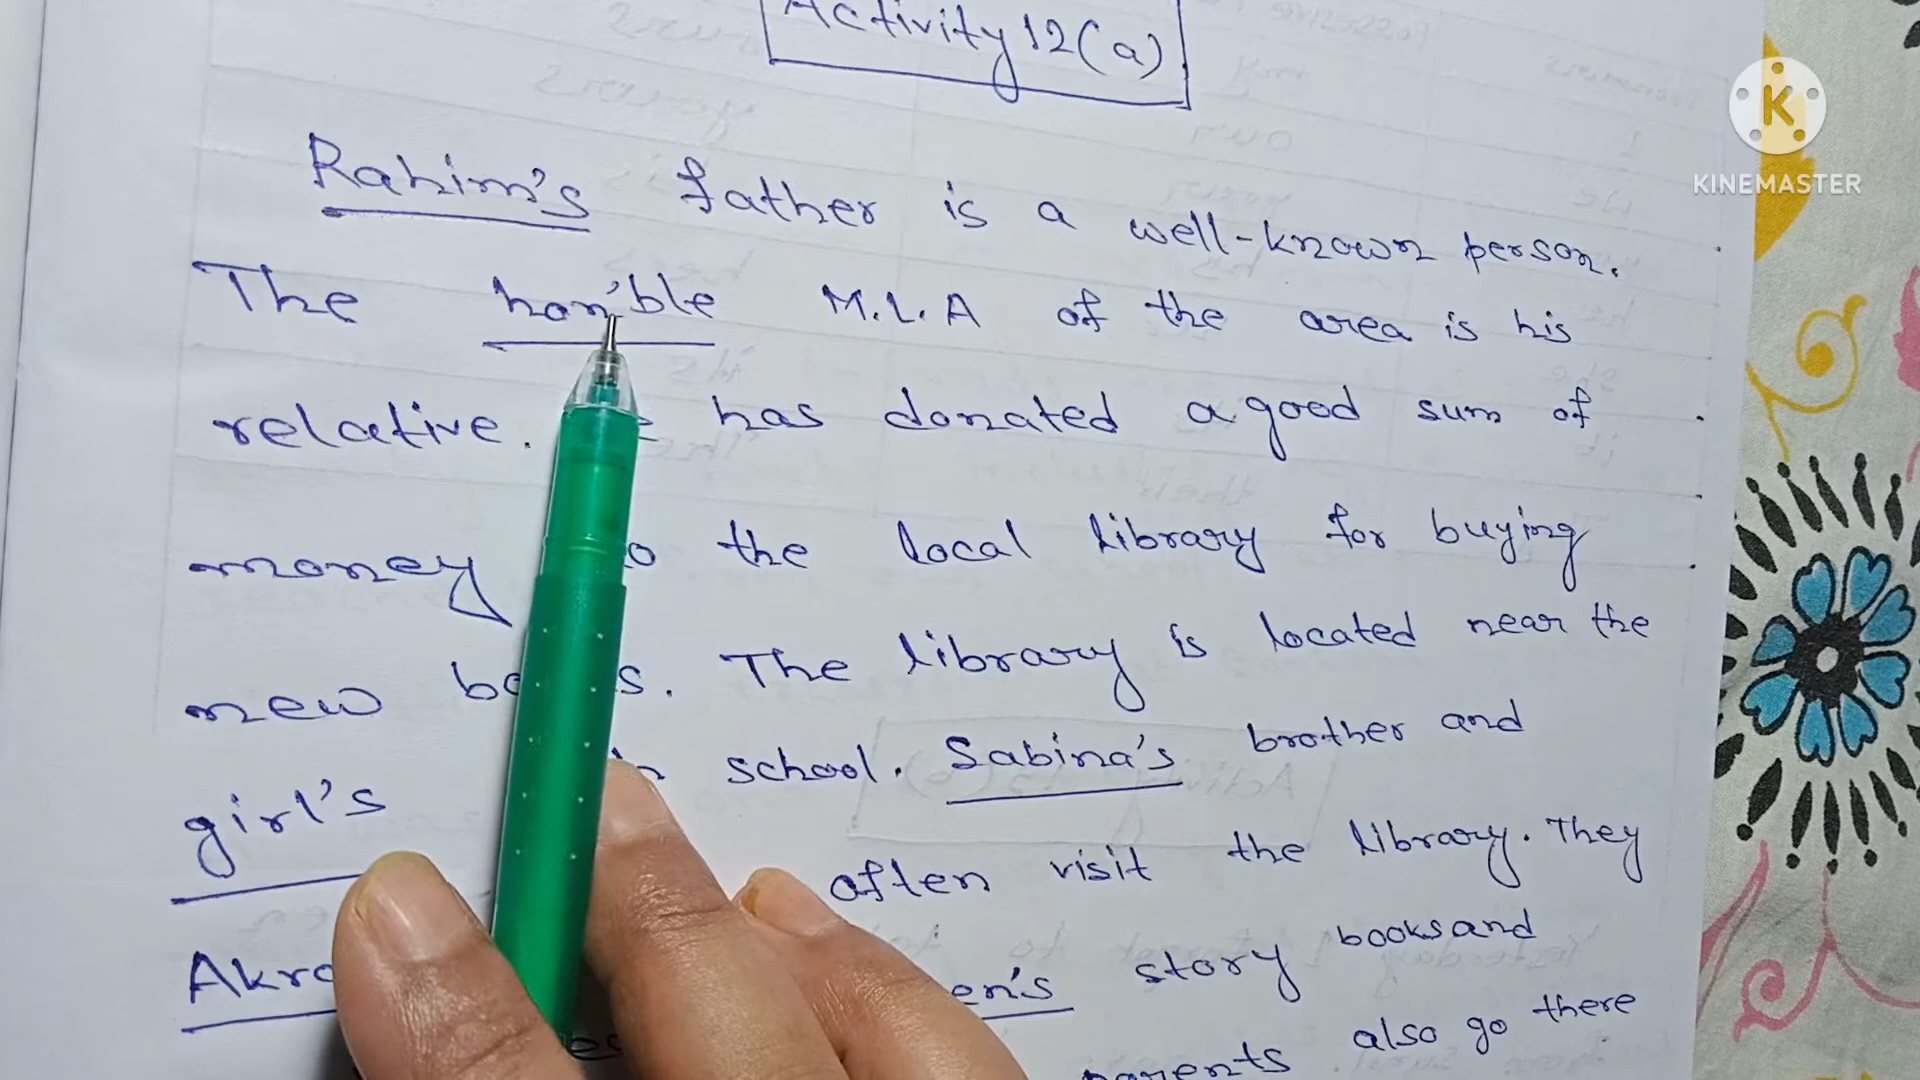 Activity 12(a)
KINEMASTER
Rahim's father is a well-known person.
The hon'ble M.L.A of the area is his
relative. has donated a good sum of
money the local library for buying
new The library is located near the
girl's school. Sabina's brother and
often visit the library. They
story books and
also go there